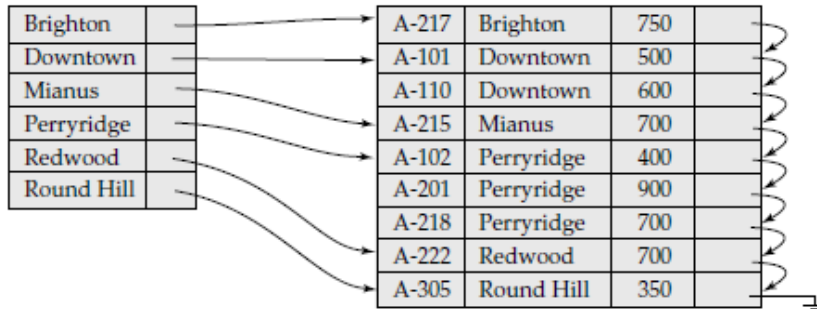 Brighton
Downtown
Mianus
Perryridge
Redwood
Round Hill
A-217 Brighton 750
A-101 Downtown 500
A-110 Downtown 600
A-215 Mianus 700
A-102 Perryridge 400
A-201 Perryridge 900
A-218 Perryridge 700
A-222 Redwood 700
A-305 Round Hill 350